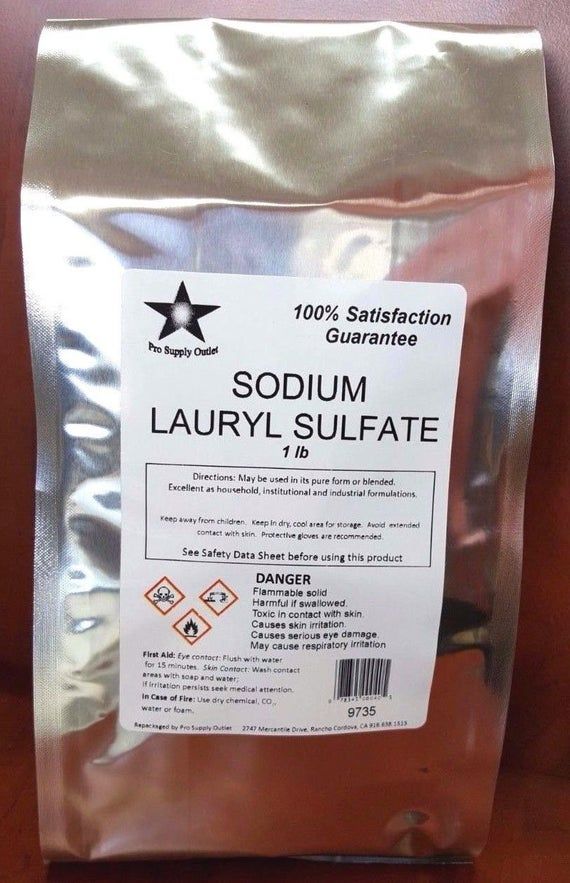 Pro Supply Outlet
100% Satisfaction
Guarantee
SODIUM
LAURYL SULFATE
1 lb
Directions: May be used in its pure form or blended.
Excellent as household, institutional and industrial formulations.
Keep away from children. Keep in dry, cool area for storage. Avoid extended
contact with skin. Protective gloves are recommended.
See Safety Data Sheet before using this product
DANGER
Flammable solid
Harmful if swallowed.
Toxic in contact with skin.
Causes skin irritation.
Causes serious eye damage.
May cause respiratory irritation
First Aid: Eye contact: Flush with water
for 15 minutes. Skin Contact: Wash contact
areas with soap and water.
If irritation persists seek medical attention.
In Case of Fire: Use dry chemical, CO₂,
water or foam.
9735
Repackaged by Pro Supply Outlet 2747 Mercantile Drive, Rancho Cordova, CA 916.638.1515